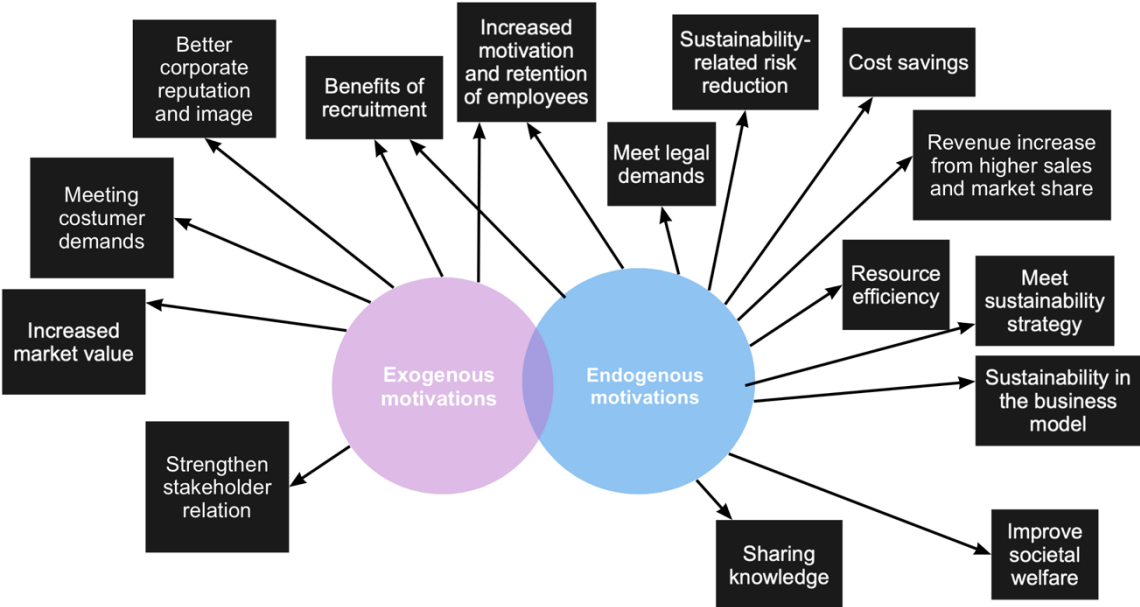 Better
corporate
reputation
and image
Benefits of
recruitment
Increased
motivation
and retention
of employees
Sustainability-
related risk
reduction
Cost savings
Meet legal
demands
Revenue increase
from higher sales
and market share
Meeting
costumer
demands
Resource
efficiency
Meet
sustainability
strategy
Increased
market value
Exogenous
motivations
Endogenous
motivations
Sustainability in
the business
model
Strengthen
stakeholder
relation
Sharing
knowledge
Improve
societal
welfare